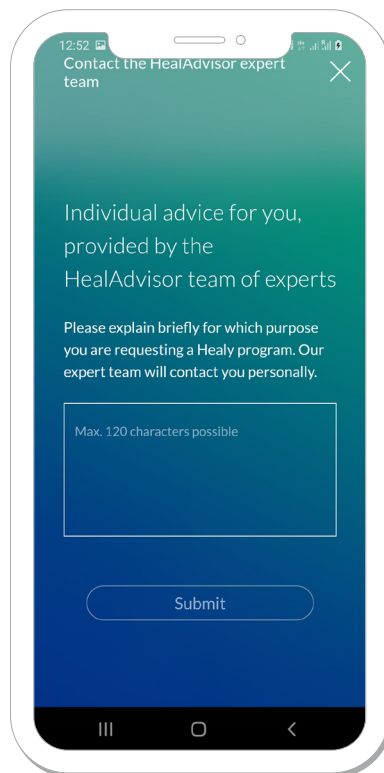 12:52
Contact the HealAdvisor expert
team
Individual advice for you,
provided by the
HealAdvisor team of experts
Please explain briefly for which purpose
you are requesting a Healy program. Our
expert team will contact you personally.
Max. 120 characters possible
Submit